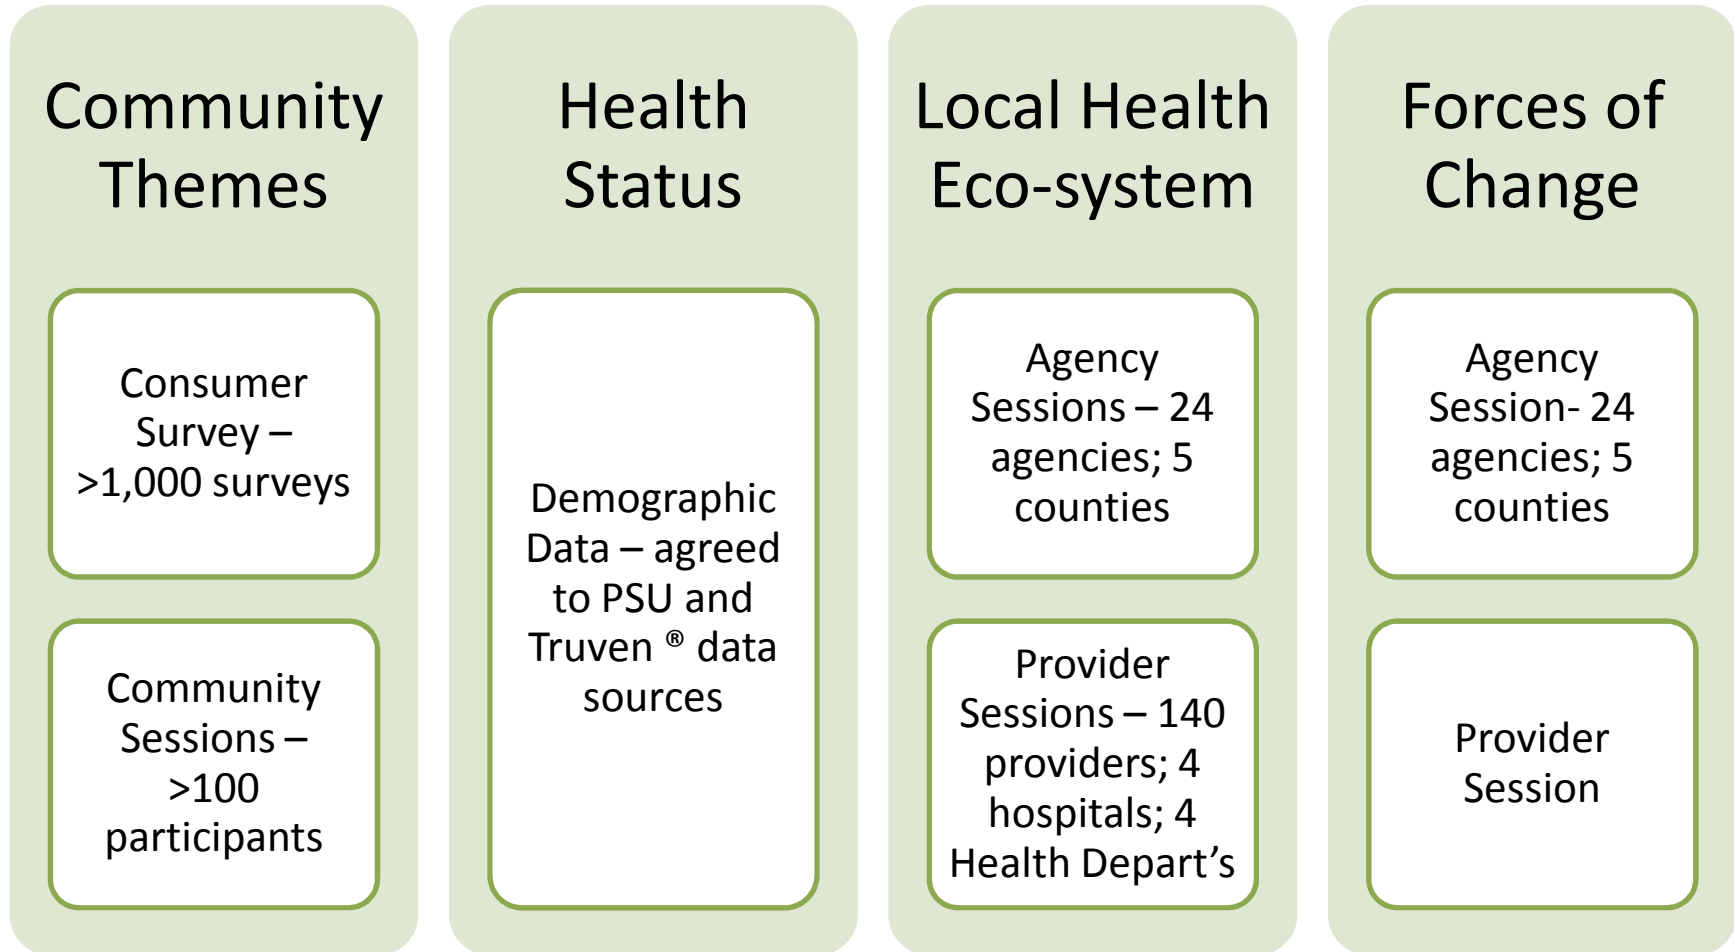 Community
Themes
Consumer
Survey –
>1,000 surveys
Community
Sessions –
>100
participants
Health
Status
Demographic
Data – agreed
to PSU and
Truven ® data
sources
Local Health
Eco-system
Agency
Sessions – 24
agencies; 5
counties
Provider
Sessions – 140
providers; 4
hospitals; 4
Health Depart’s
Forces of
Change
Agency
Session- 24
agencies; 5
counties
Provider
Session